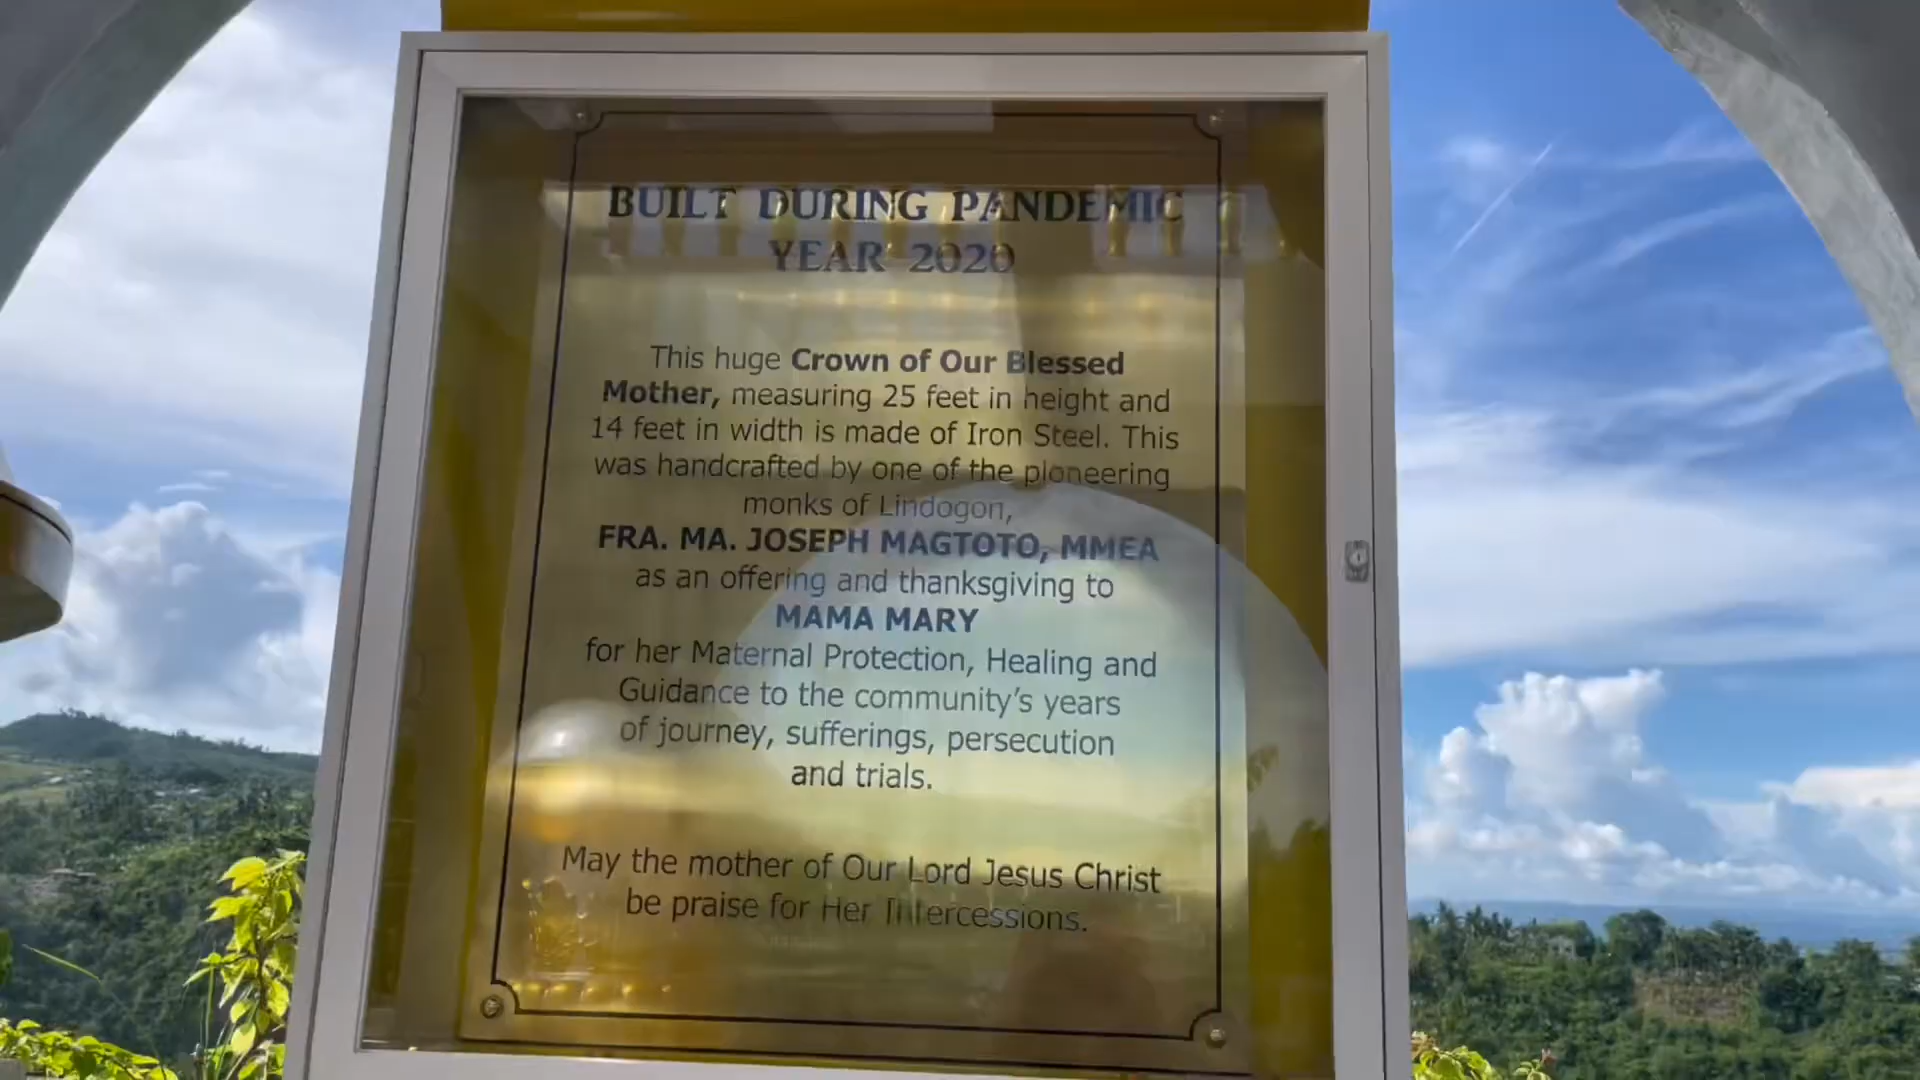 BUILT DURING PANDEMIC
YEAR 2020
This huge Crown of Our Blessed
Mother, measuring 25 feet in height and
14 feet in width is made of Iron Steel. This
was handcrafted by one of the pioneering
monks of Lindogon,
FRA. MA. JOSEPH MAGTOTO, MMEA
as an offering and thanksgiving to
MAMA MARY
for her Maternal Protection, Healing and
Guidance to the community's years
of journey, sufferings, persecution
and trials.
May the mother of Our Lord Jesus Christ
be praise for Her Intercessions.